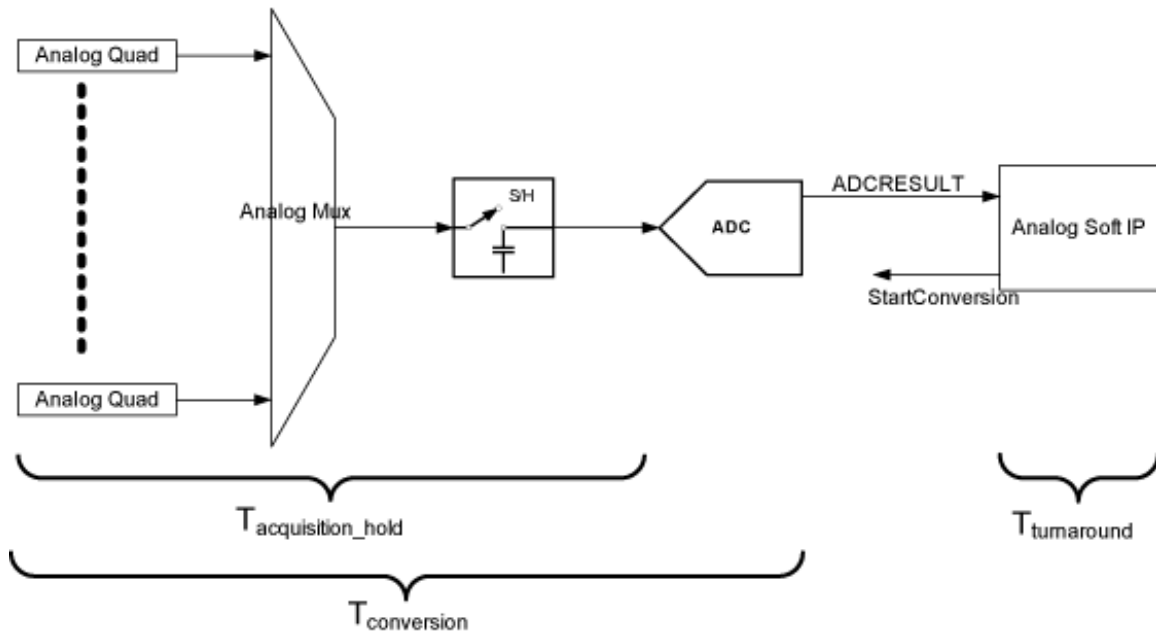 Analog Quad
S/H
ADCRESULT
Analog Mux
ADC
Analog Soft IP
StartConversion
Analog Quad
Tacquisition_hold
Tturnaround
Tconversion